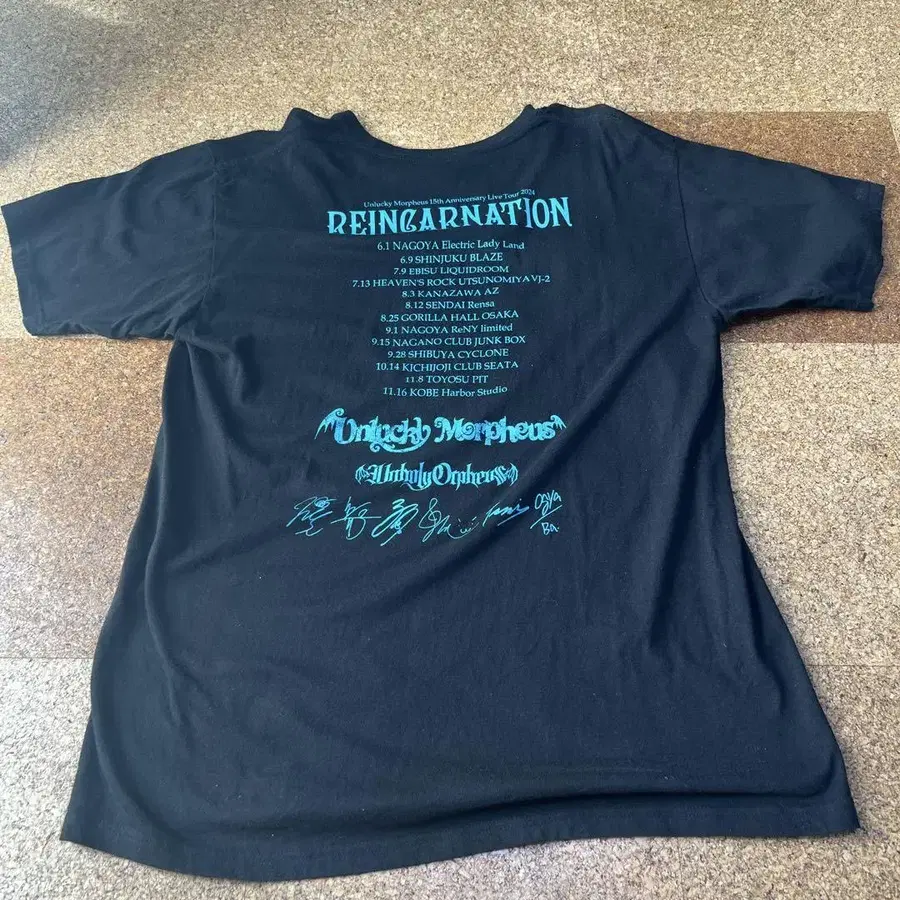 Unlucky Morpheus 15th Anniversary Live Tour 2024
REINCARNATION
6.1 NAGOYA Electric Lady Land
6.9 SHINJUKU BLAZE
7.9 EBISU LIQUIDROOM
7.13 HEAVEN'S ROCK UTSUNOMIYA VJ-2
8.3 KANAZAWA AZ
8.12 SENDAI Rensa
8.25 GORILLA HALL OSAKA
9.1 NAGOYA ReNY limited
9.15 NAGANO CLUB JUNK BOX
9.28 SHIBUYA CYCLONE
10.14 KICHIJOJI CLUB SEATA
11.8 TOYOSU PIT
11.16 KOBE Harbor Studio
Unlucky Morpheus
Unholy Orpheus
Ba.